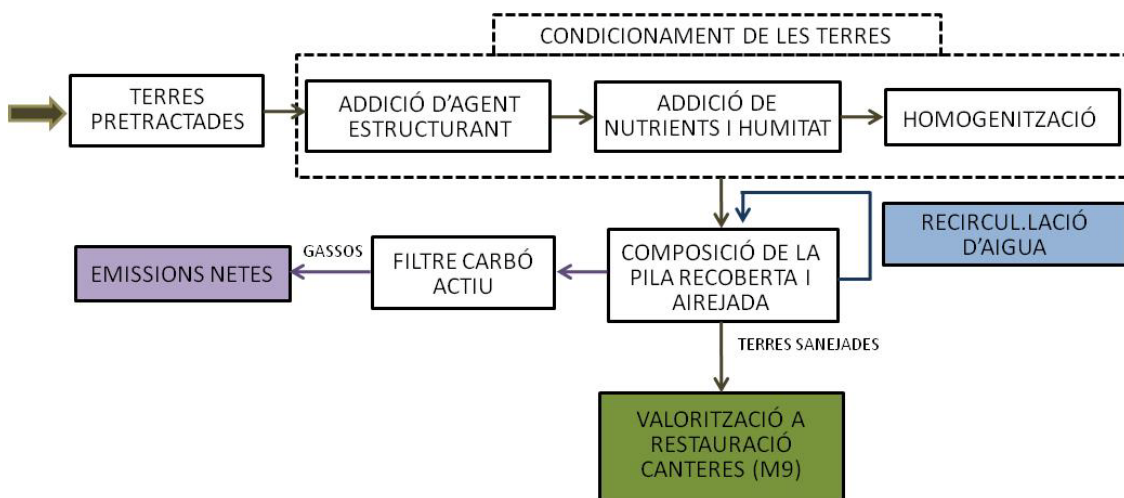 CONDICIONAMENT DE LES TERRES
TERRES
PRETRACTADES
ADDICIÓ D'AGENT
ESTRUCTURANT
ADDICIÓ DE
NUTRIENTS I HUMITAT
HOMOGENITZACIÓ
RECIRCUL.LACIÓ
D'AIGUA
COMPOSICIÓ DE LA
PILA RECOBERTA I
AIREJADA
FILTRE CARBÓ
ACTIU
GASSOS
EMISSIONS NETES
TERRES SANEJADES
VALORITZACIÓ A
RESTAURACIÓ
CANTERES (M9)